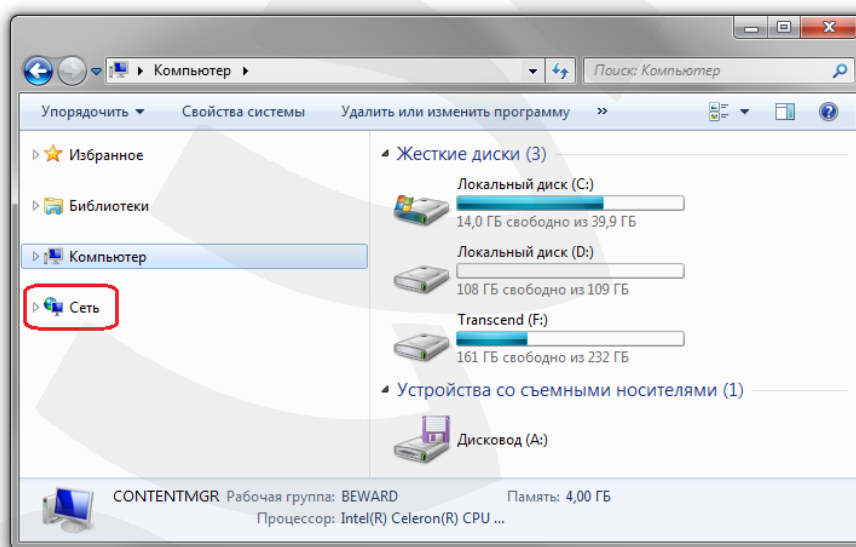 Компьютер
Поиск: Компьютер
Упорядочить
Свойства системы
Удалить или изменить программу
»
Избранное
Библиотеки
Компьютер
Сеть
Жесткие диски (3)
Локальный диск (C:)
14,0 ГБ свободно из 39,9 ГБ
Локальный диск (D:)
108 ГБ свободно из 109 ГБ
Transcend (F:)
161 ГБ свободно из 232 ГБ
Устройства со съемными носителями (1)
Дисковод (A:)
CONTENTMGR Рабочая группа: BEWARD Память: 4,00 ГБ
Процессор: Intel(R) Celeron(R) CPU ...